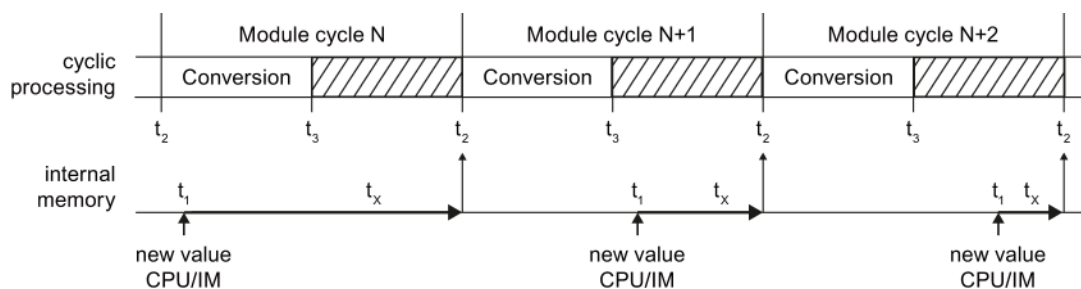 Module cycle N
Module cycle N+1
Module cycle N+2
cyclic
processing
Conversion
Conversion
Conversion
t₂
t₃
t₂
t₃
t₂
t₃
t₂
internal
memory
t₁
tₓ
t₁
tₓ
t₁
tₓ
new value
CPU/IM
new value
CPU/IM
new value
CPU/IM